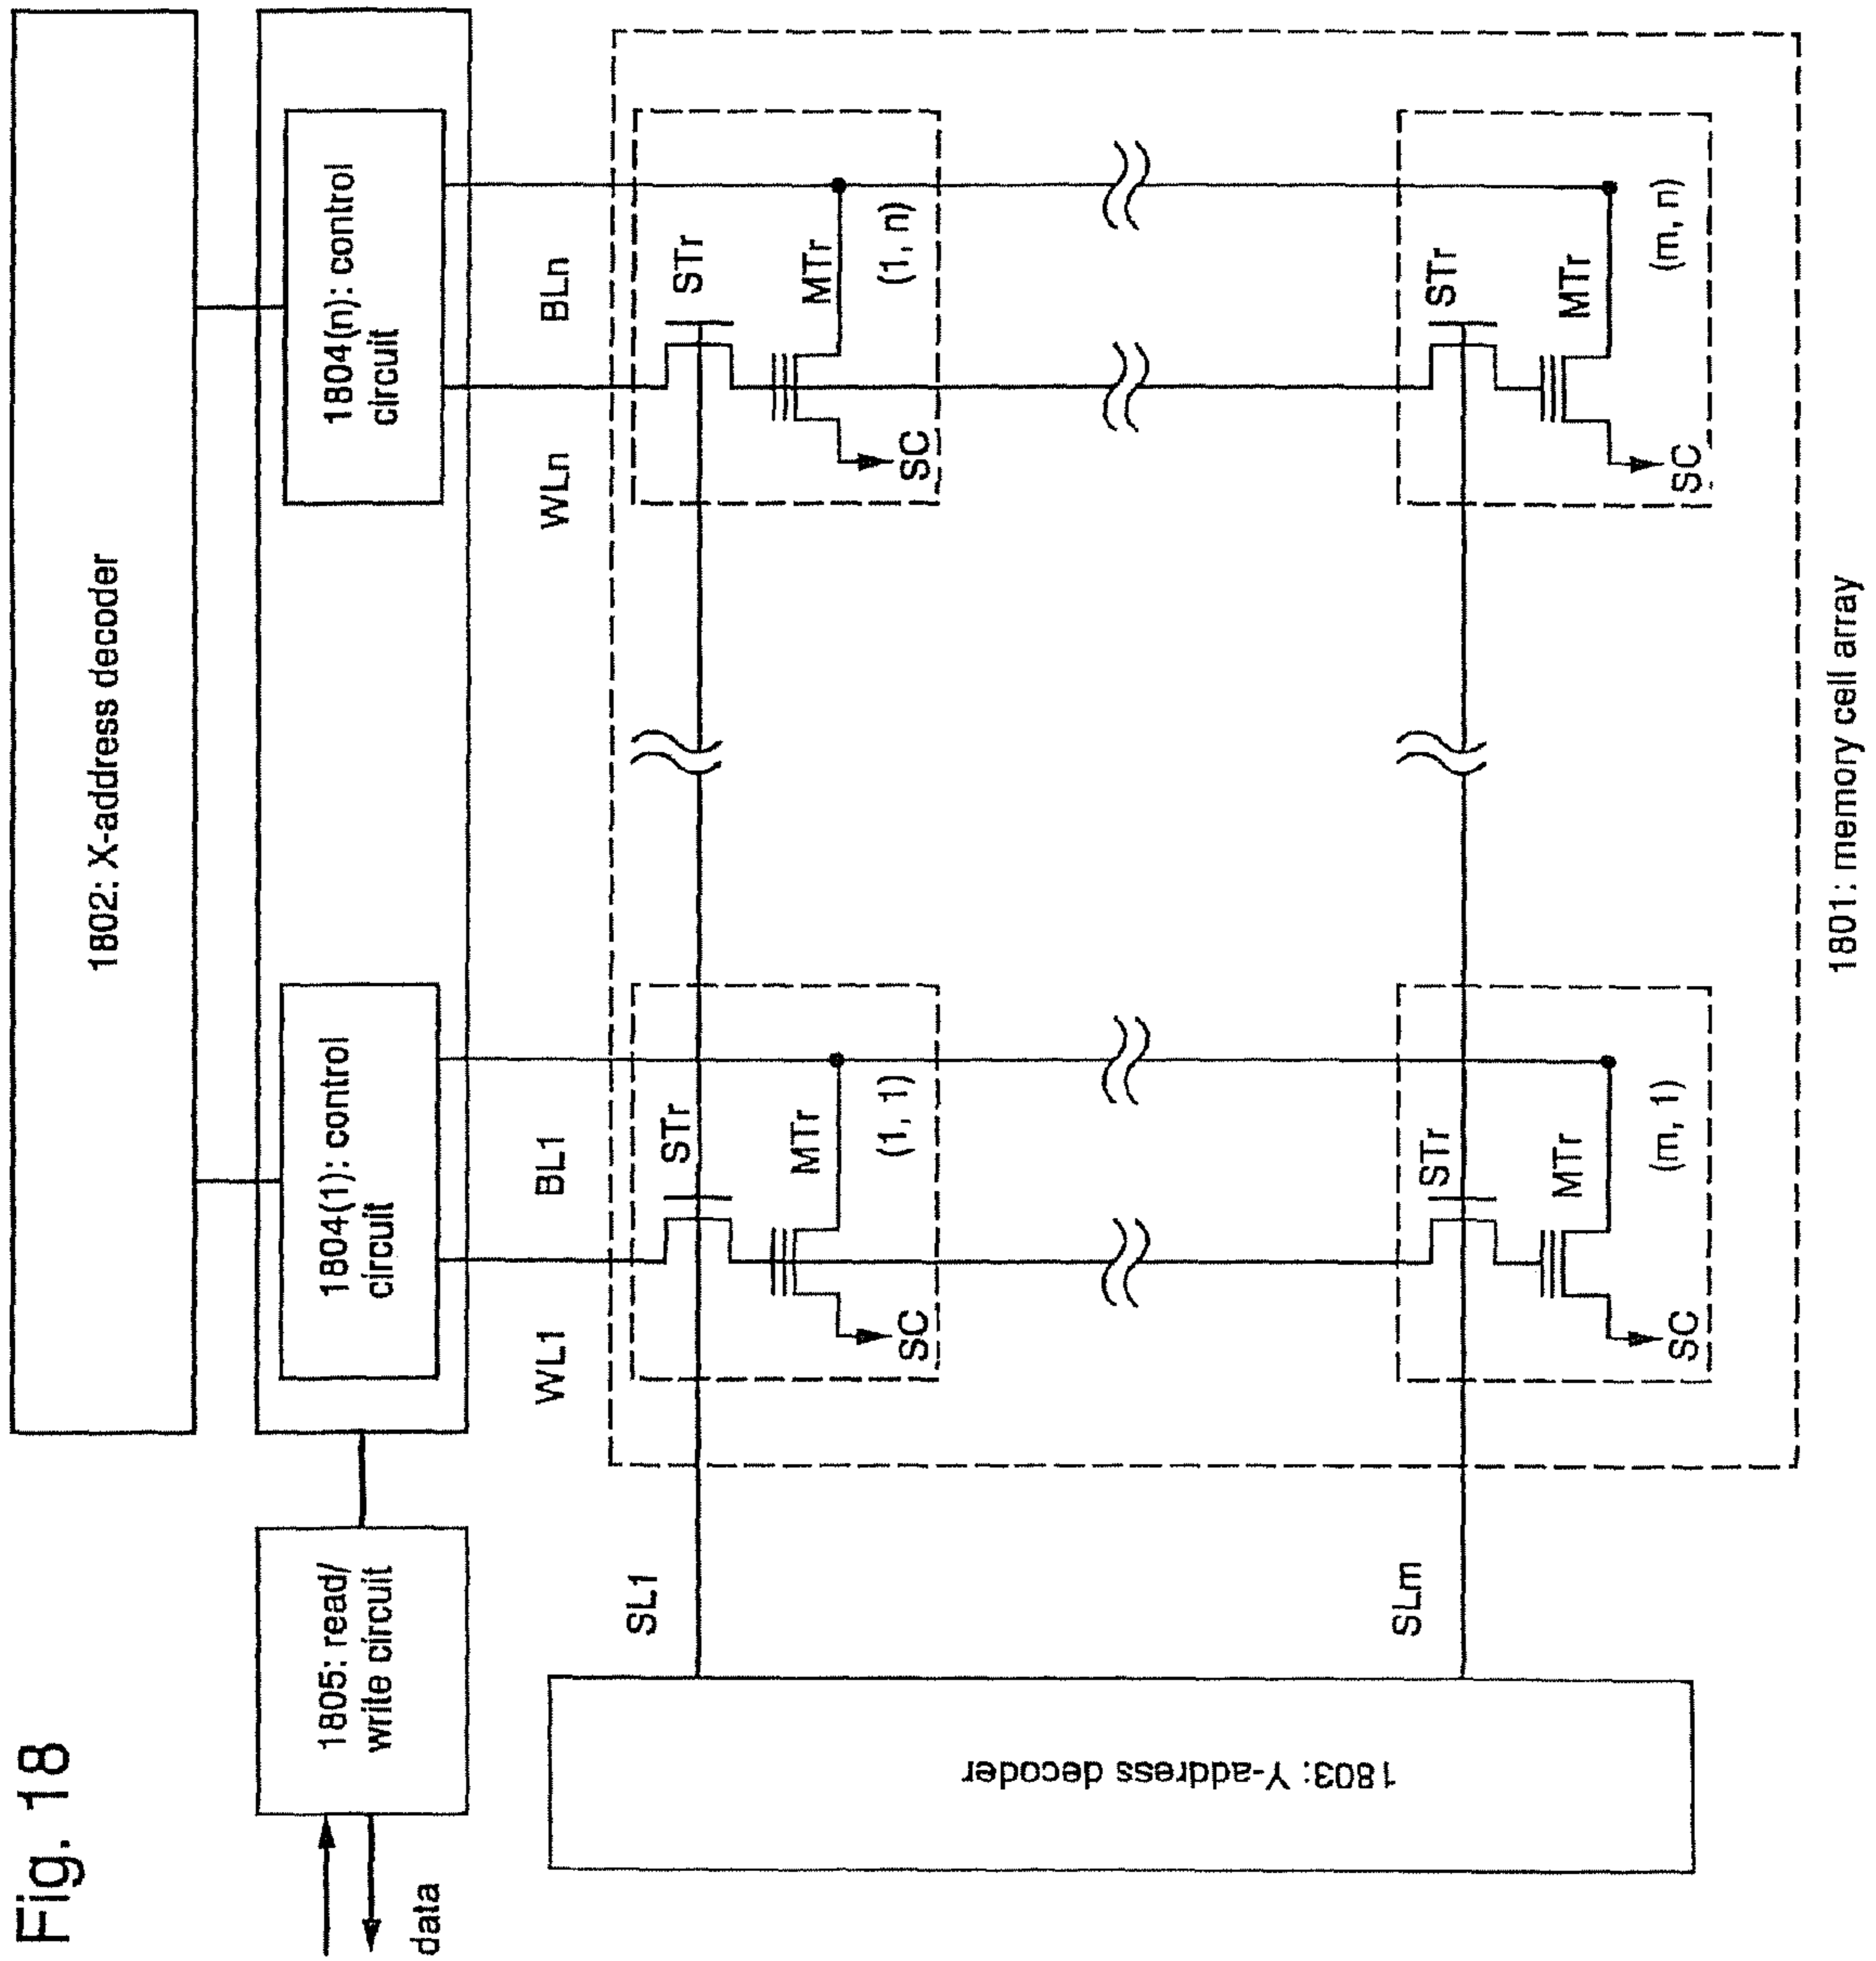 Fig. 18
1802: X-address decoder
1804(1): control
circuit
1804(n): control
circuit
1805: read/
write circuit
data
WL1
BL1
WLn
BLn
SL1
STr
MTr
(1, 1)
SC
STr
MTr
(1, n)
SC
1803: Y-address decoder
SLm
STr
MTr
(m, 1)
SC
STr
MTr
(m, n)
SC
1801: memory cell array